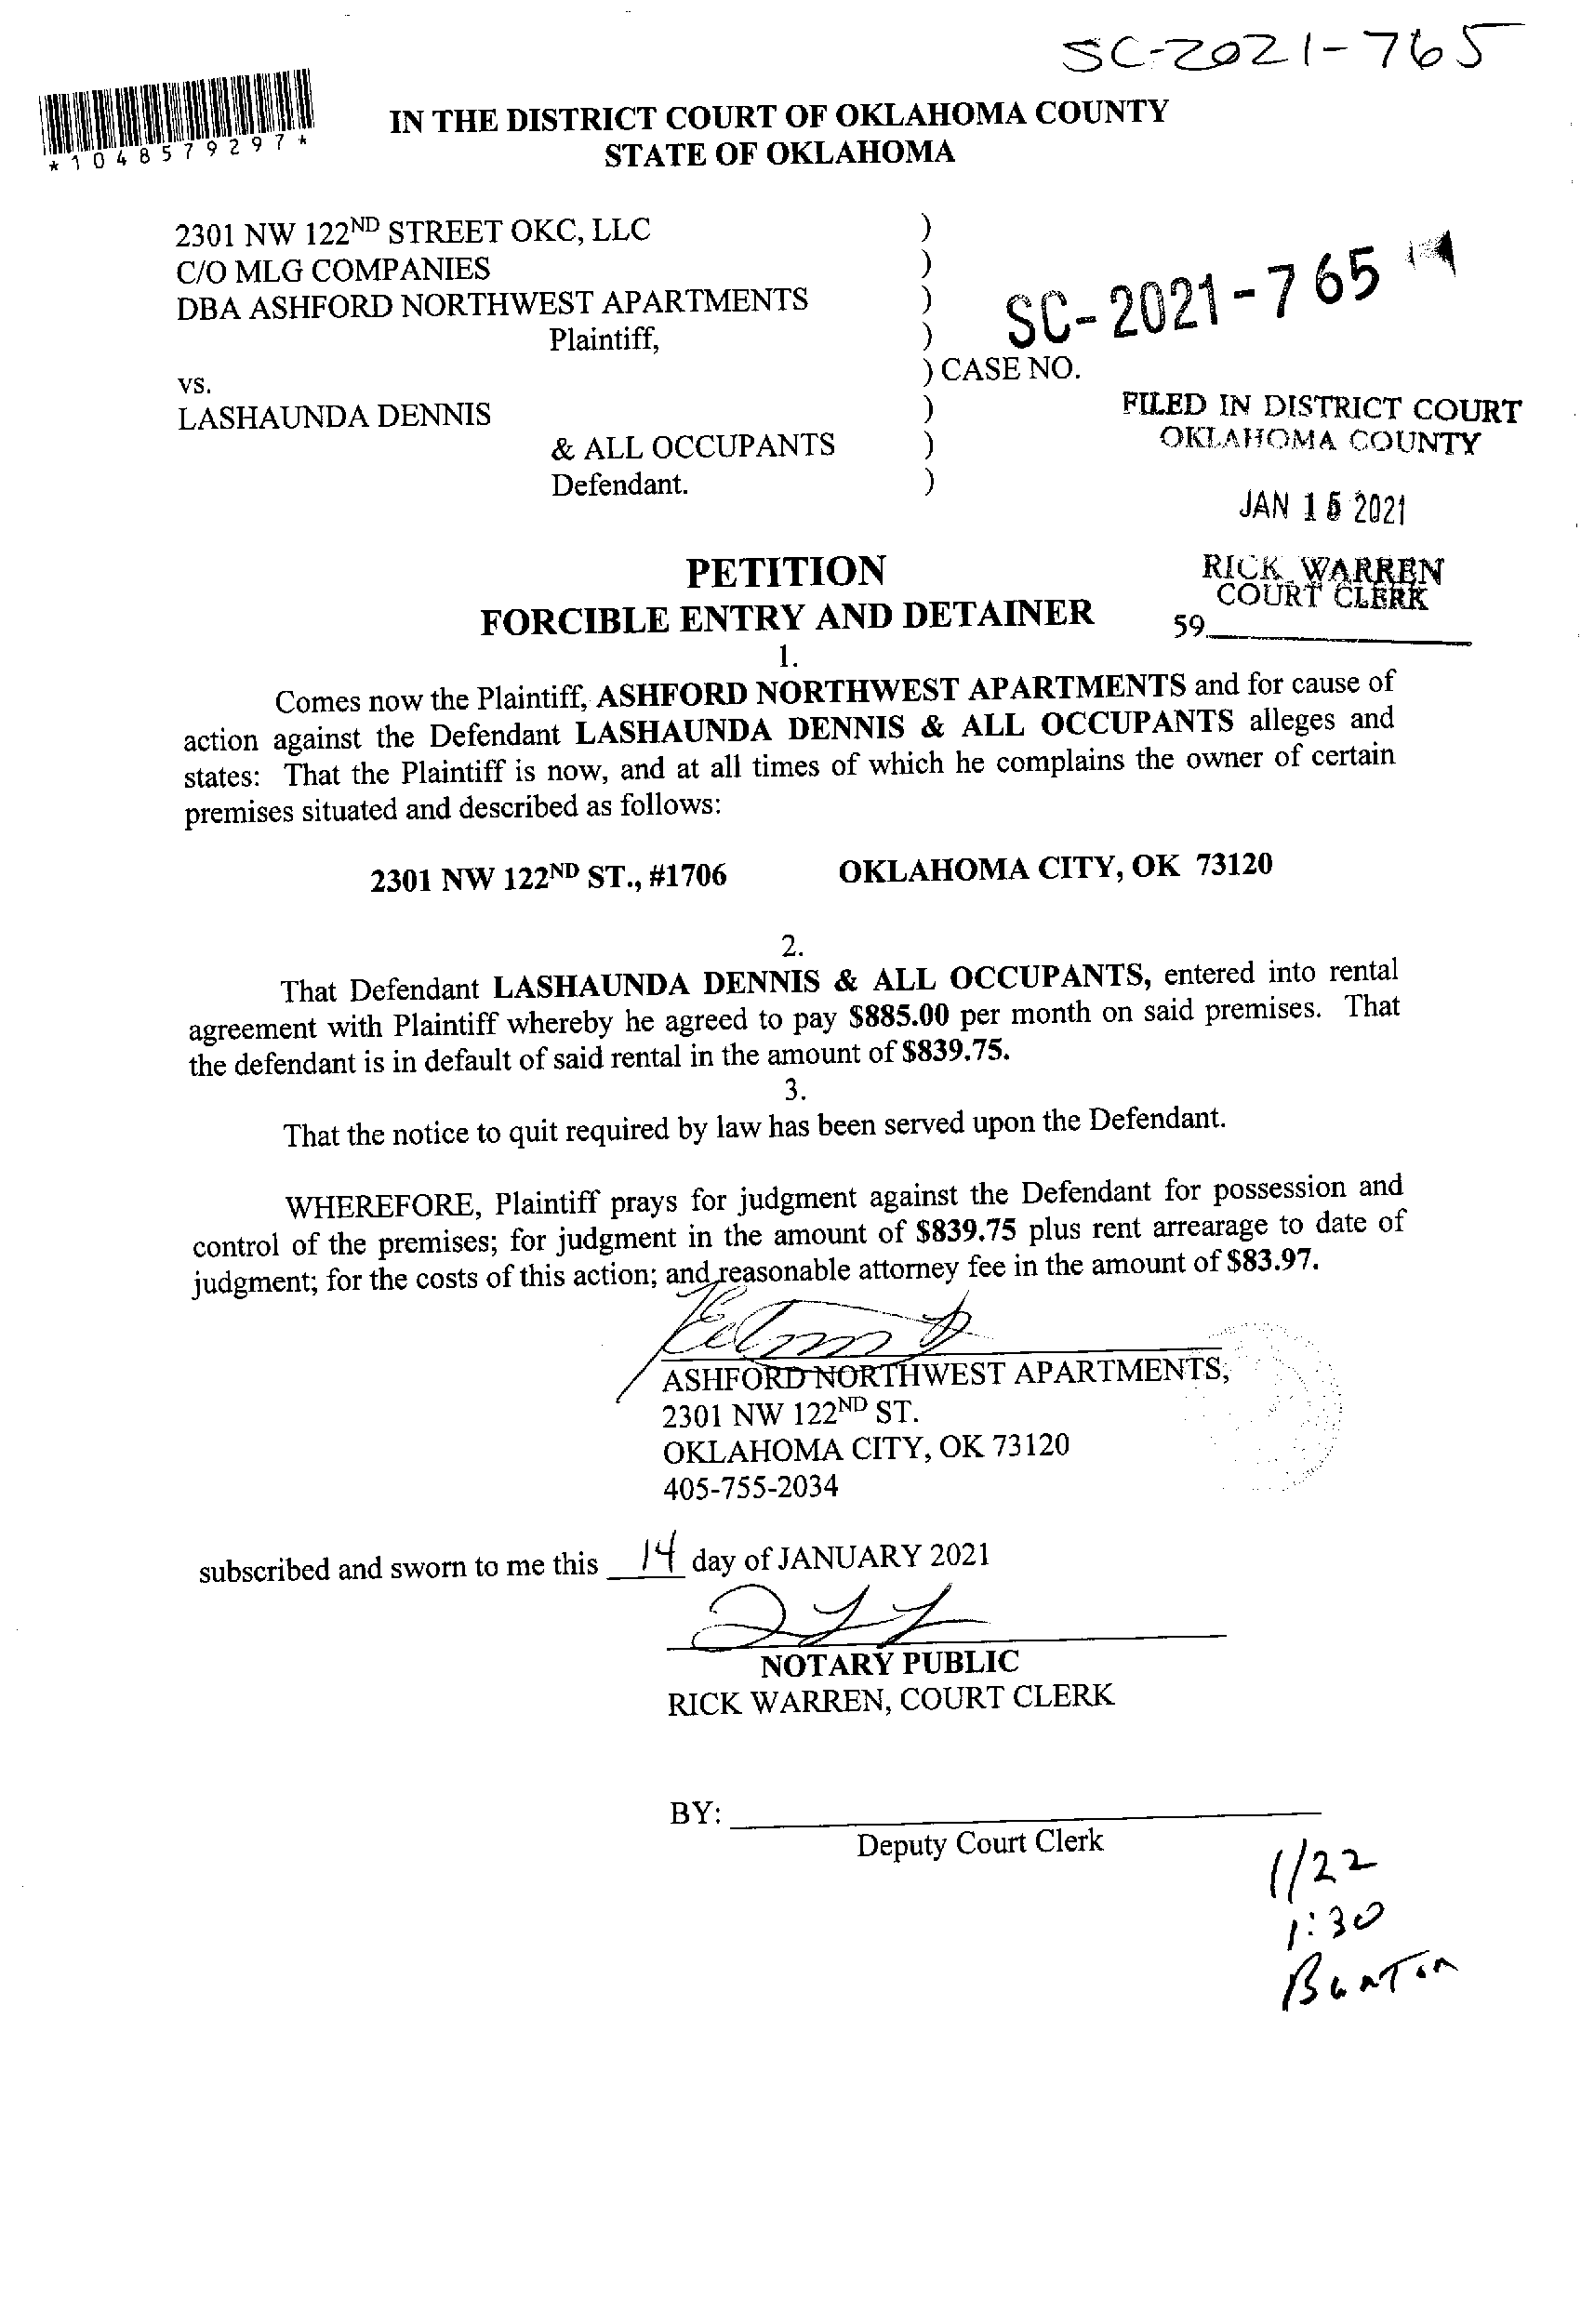 SC-2021-765
*1048579297*
IN THE DISTRICT COURT OF OKLAHOMA COUNTY
STATE OF OKLAHOMA
2301 NW 122ND STREET OKC, LLC )
C/O MLG COMPANIES )
DBA ASHFORD NORTHWEST APARTMENTS )
Plaintiff, )
SC-2021-765
vs. ) CASE NO.
LASHAUNDA DENNIS )
& ALL OCCUPANTS )
Defendant. )
FILED IN DISTRICT COURT
OKLAHOMA COUNTY
JAN 15 2021
RICK WARREN
COURT CLERK
59
PETITION
FORCIBLE ENTRY AND DETAINER
1.
Comes now the Plaintiff, ASHFORD NORTHWEST APARTMENTS and for cause of
action against the Defendant LASHAUNDA DENNIS & ALL OCCUPANTS alleges and
states: That the Plaintiff is now, and at all times of which he complains the owner of certain
premises situated and described as follows:
2301 NW 122ND ST., #1706 OKLAHOMA CITY, OK 73120
2.
That Defendant LASHAUNDA DENNIS & ALL OCCUPANTS, entered into rental
agreement with Plaintiff whereby he agreed to pay $885.00 per month on said premises. That
the defendant is in default of said rental in the amount of $839.75.
3.
That the notice to quit required by law has been served upon the Defendant.
WHEREFORE, Plaintiff prays for judgment against the Defendant for possession and
control of the premises; for judgment in the amount of $839.75 plus rent arrearage to date of
judgment; for the costs of this action; and reasonable attorney fee in the amount of $83.97.
ASHFORD NORTHWEST APARTMENTS,
2301 NW 122ND ST.
OKLAHOMA CITY, OK 73120
405-755-2034
subscribed and sworn to me this 14 day of JANUARY 2021
NOTARY PUBLIC
RICK WARREN, COURT CLERK
BY:
Deputy Court Clerk
1/22
1:30